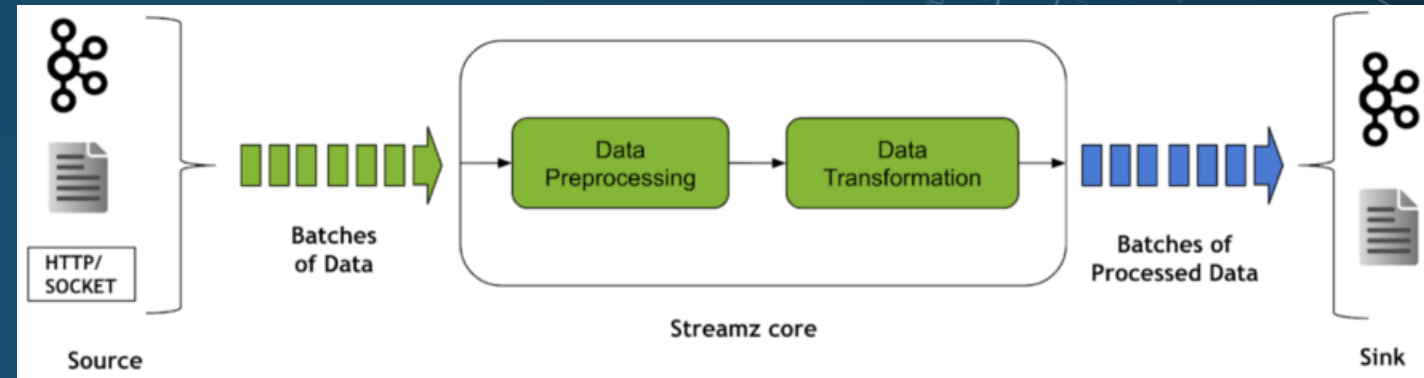 HTTP/
SOCKET
Source
Batches
of Data
Data
Preprocessing
Data
Transformation
Streamz core
Batches of
Processed Data
Sink